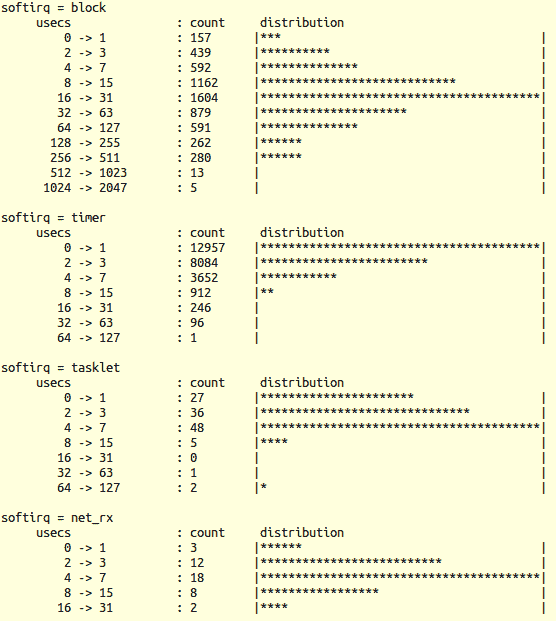 softirq = block
     usecs               : count     distribution
         0 -> 1          : 157      |***                                     |
         2 -> 3          : 439      |**********                              |
         4 -> 7          : 592      |**************                          |
         8 -> 15         : 1162     |****************************            |
        16 -> 31         : 1604     |****************************************|
        32 -> 63         : 879      |*********************                   |
        64 -> 127        : 591      |**************                          |
       128 -> 255        : 262      |******                                  |
       256 -> 511        : 280      |******                                  |
       512 -> 1023       : 13       |                                        |
      1024 -> 2047       : 5        |                                        |

softirq = timer
     usecs               : count     distribution
         0 -> 1          : 12957    |****************************************|
         2 -> 3          : 8084     |************************                |
         4 -> 7          : 3652     |***********                             |
         8 -> 15         : 912      |**                                      |
        16 -> 31         : 246      |                                        |
        32 -> 63         : 96       |                                        |
        64 -> 127        : 1        |                                        |

softirq = tasklet
     usecs               : count     distribution
         0 -> 1          : 27       |**********************                  |
         2 -> 3          : 36       |******************************          |
         4 -> 7          : 48       |****************************************|
         8 -> 15         : 5        |****                                    |
        16 -> 31         : 0        |                                        |
        32 -> 63         : 1        |                                        |
        64 -> 127        : 2        |*                                       |

softirq = net_rx
     usecs               : count     distribution
         0 -> 1          : 3        |******                                  |
         2 -> 3          : 12       |**************************              |
         4 -> 7          : 18       |****************************************|
         8 -> 15         : 8        |*****************                       |
        16 -> 31         : 2        |****                                    |